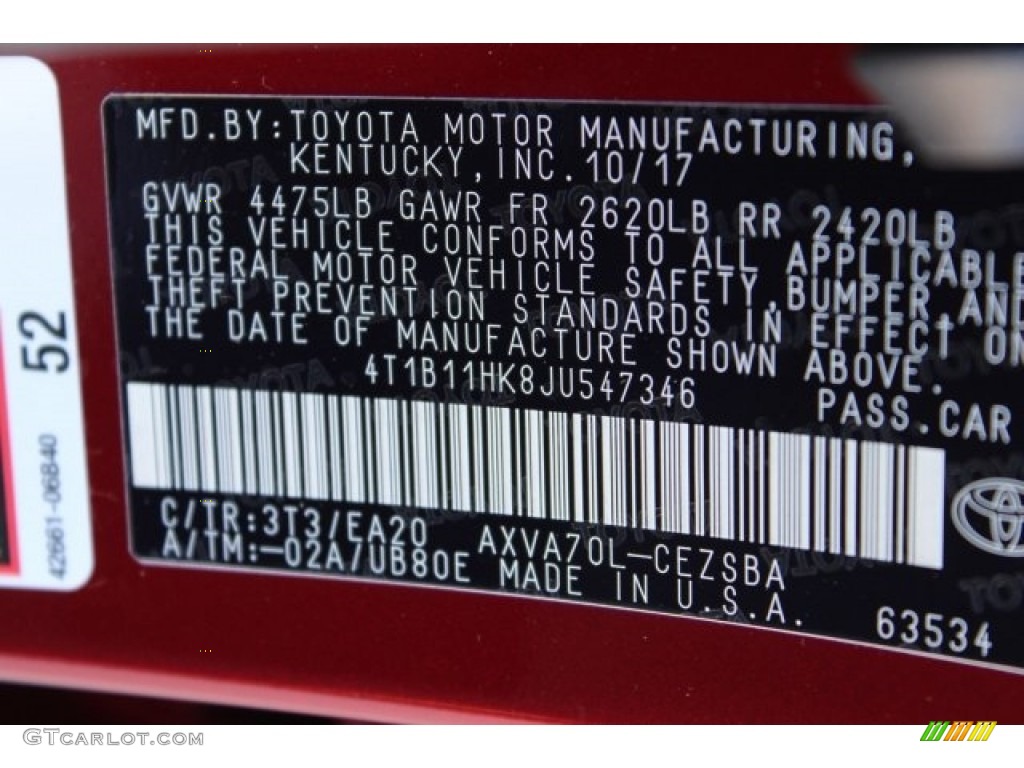 MFD.BY:TOYOTA MOTOR MANUFACTURING,
KENTUCKY,INC.10/17
GVWR 4475LB GAWR FR 2620LB RR 2420LB
THIS VEHICLE CONFORMS TO ALL APPLICABLE
FEDERAL MOTOR VEHICLE SAFETY,BUMPER,AND
THEFT PREVENTION STANDARDS IN EFFECT ON
THE DATE OF MANUFACTURE SHOWN ABOVE.
4T1B11HK8JU547346 PASS.CAR
C/TR:3T3/EA20 AXVA70L-CEZSBA
A/TM:-02A/UB80E MADE IN U.S.A.
63534
52
42661-06840
GTCARLOT.COM